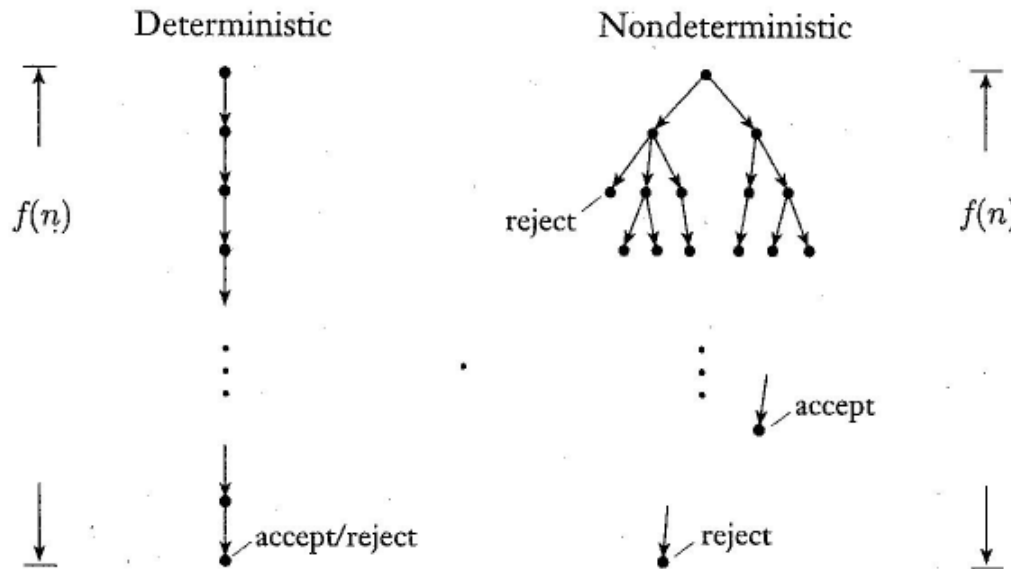 Deterministic
Nondeterministic
f(n)
reject
f(n)
accept
accept/reject
reject